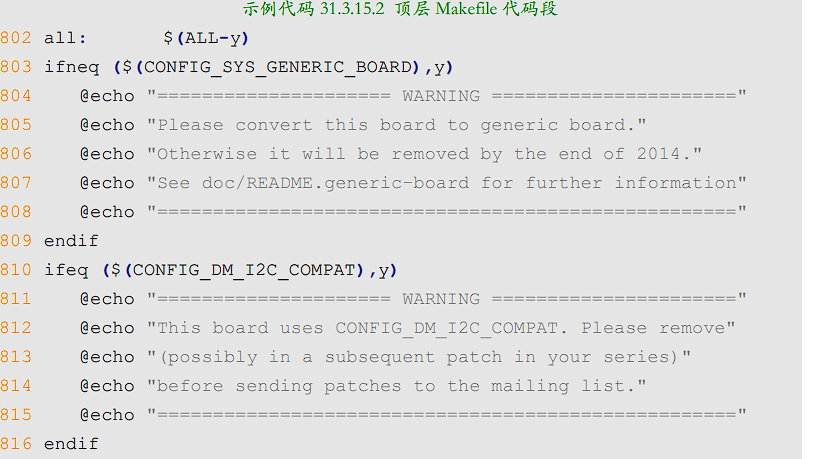 示例代码 31.3.15.2 顶层 Makefile 代码段
802 all:       $(ALL-y)
803 ifneq ($(CONFIG_SYS_GENERIC_BOARD),y)
804    @echo "===================== WARNING ======================"
805    @echo "Please convert this board to generic board."
806    @echo "Otherwise it will be removed by the end of 2014."
807    @echo "See doc/README.generic-board for further information"
808    @echo "===================================================="
809 endif
810 ifeq ($(CONFIG_DM_I2C_COMPAT),y)
811    @echo "===================== WARNING ======================"
812    @echo "This board uses CONFIG_DM_I2C_COMPAT. Please remove"
813    @echo "(possibly in a subsequent patch in your series)"
814    @echo "before sending patches to the mailing list."
815    @echo "===================================================="
816 endif